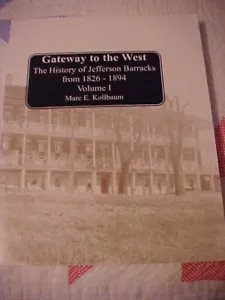 Gateway to the West
The History of Jefferson Barracks
from 1826 - 1894
Volume I
Marc E. Kollbaum